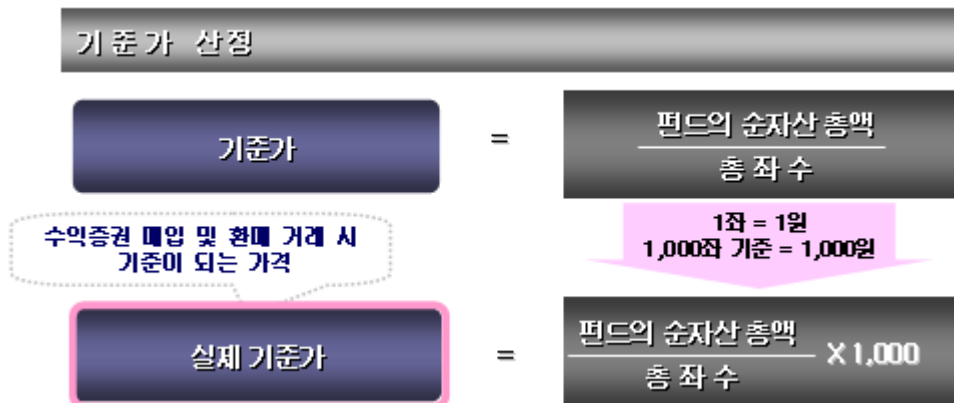 기준가 산정
기준가
=
펀드의 순자산 총액
총 좌 수
수익증권 매입 및 환매 거래 시
기준이 되는 가격
1좌 = 1원
1,000좌 기준 = 1,000원
실제 기준가
=
펀드의 순자산 총액
총 좌 수
X 1,000